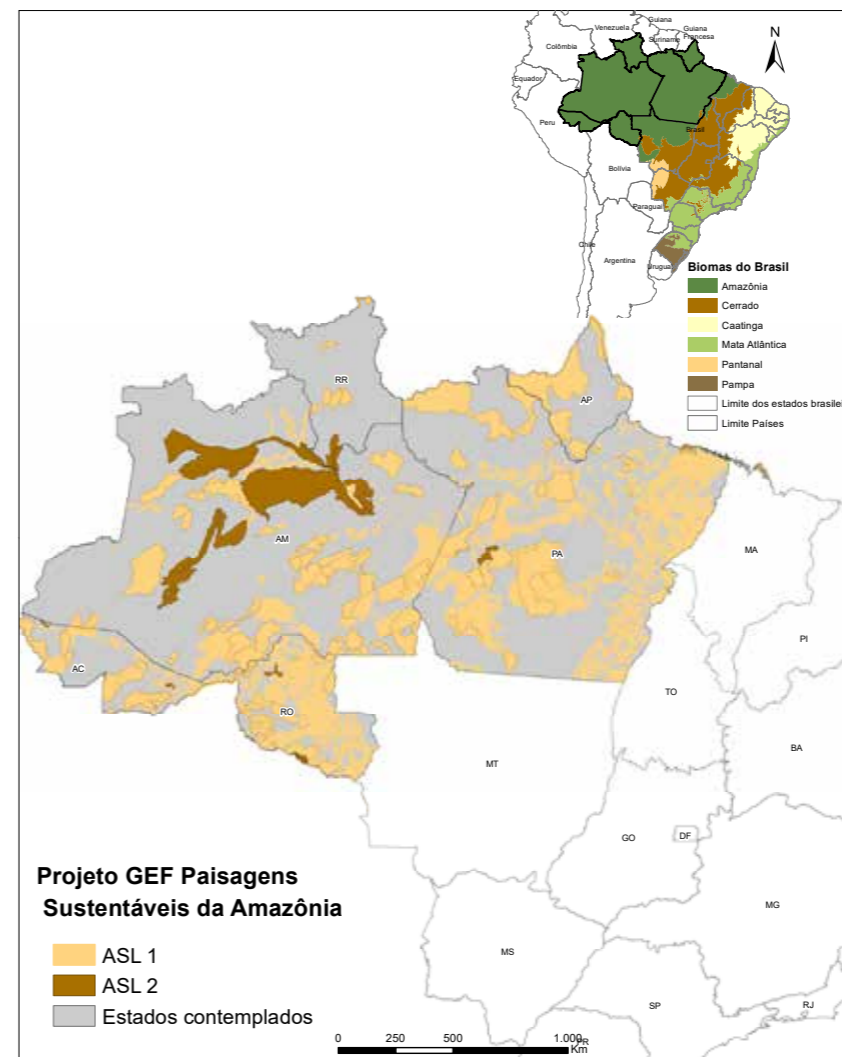 Venezuela
Guiana
Guiana
Francesa
Suriname
Colômbia
N
Equador
Peru
Brasil
Bolívia
Paraguai
Chile
Argentina
Uruguai
Biomas do Brasil
Amazônia
Cerrado
Caatinga
Mata Atlântica
Pantanal
Pampa
Limite dos estados brasilei
Limite Países
RR
AP
AM
PA
MA
PI
AC
TO
RO
MT
BA
GO
DF
MG
MS
SP
RJ
PR
Projeto GEF Paisagens
Sustentáveis da Amazônia
ASL 1
ASL 2
Estados contemplados
0 250 500 1.000
Km